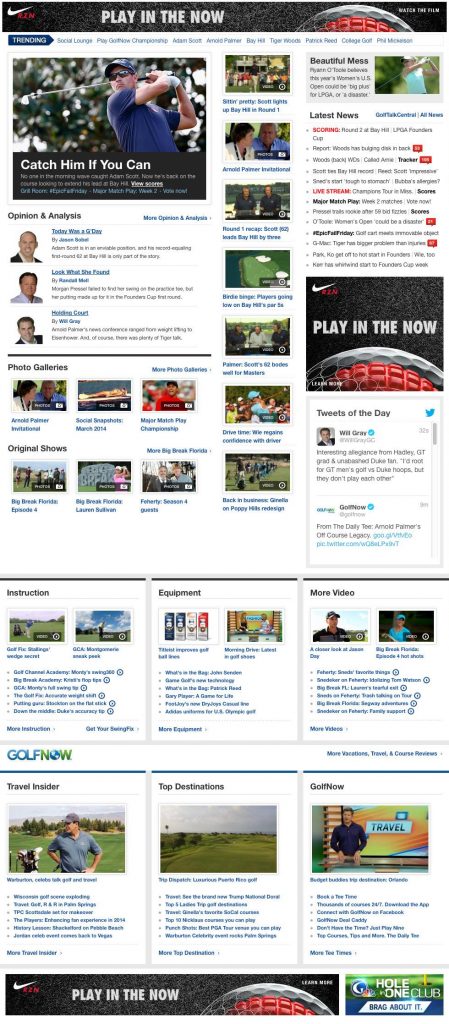 RZN
PLAY IN THE NOW
WATCH THE FILM
TRENDING
Social Lounge
Play GolfNow Championship
Adam Scott
Arnie
Bay Hill
Tiger Woods
Patrick Reed
College Golf
Phil Mickelson
Catch Him If You Can
No one in the morning wave caught Adam Scott. Now he's back on the course looking to extend his lead at Bay Hill. View scores
Grill Room: #EpicFailFriday - Major Match Play: Week 2 - Vote now!
Opinion & Analysis
More Opinion & Analysis
Today Was a G'Day
By Jason Sobel
Adam Scott is in an enviable position, and his record-equaling
first-round 62 at Bay Hill is only part of the story.
Look What She Found
By Randall Mell
Morgan Pressel failed to find her swing on the practice tee, but
her putting made up for it in the Founders Cup first round.
Holding Court
By Will Gray
Arnold Palmer's news conference ranged from weight lifting to
Eisenhower. And, of course, there was plenty of Tiger talk.
Photo Galleries
More Photo Galleries
PHOTOS
PHOTOS
PHOTOS
Arnold Palmer
Invitational
Social Snapshots:
March 2014
Major Match Play
Championship
Original Shows
More Big Break Florida
PHOTOS
PHOTOS
PHOTOS
Big Break Florida:
Episode 4
Big Break Florida:
Lauren Sullivan
Feherty: Season 4
guests
VIDEO
Sittin' pretty: Scott lights
up Bay Hill in Round 1
VIDEO
Arnold Palmer Invitational
VIDEO
Round 1 recap: Scott (62)
leads Bay Hill by three
VIDEO
Birdie binge: Players going
low on Bay Hill's par 5s
VIDEO
Palmer: Scott's 62 bodes
well for Masters
VIDEO
Drive time: Wie regains
confidence with driver
VIDEO
Back in business: Ginella
on Poppy Hills redesign
Beautiful Mess
Ryann O'Toole believes
this year's Women's U.S.
Open could be 'big plus'
for LPGA, or 'a disaster.'
Latest News
GolfTalkCentral | All News
SCORING: Round 2 at Bay Hill | LPGA Founders
Cup
Report: Woods has bulging disk in back
Woods (back) WDs | Called Arnie | Tracker
Scott ties Bay Hill record | Reed: Scott 'impressive'
Sned's start 'tough to stomach' | Bubba's allergies?
LIVE STREAM: Champions Tour in Miss. | Scores
Major Match Play: Week 2 matches | Vote now!
Pressel trails rookie after 59 bid fizzles | Scores
O'Toole: Women's Open 'could be a disaster'
#EpicFailFriday: Golf cart meets immovable object
G-Mac: Tiger has bigger problem than injuries
Park, Ko get off to hot start in Founders | Wie, too
Kerr has whirlwind start to Founders Cup week
RZN
PLAY IN THE NOW
LEARN MORE
Tweets of the Day
Will Gray
@WillGrayGC
32s
Interesting allegiance from Hadley, GT
grad & unabashed Duke fan. "I'd root
for GT men's golf vs Duke hoops, but
they don't play each other"
GolfNow
@golfnow
9m
From The Daily Tee: Arnold Palmer's
Off Course Legacy.
Instruction
VIDEO
VIDEO
Golf Fix: Stallings'
wedge secret
GCA: Montgomerie
sneak peek
Golf Channel Academy: Monty's swing360
Big Break Academy: Kristi's flop tips
GCA: Monty's full swing tip
The Golf Fix: Accurate weight shift
Putting guru: Stockton on the flat stick
Down the middle: Duke's accuracy tip
More Instruction
Get Your SwingFix
Equipment
Titleist improves golf
ball lines
Morning Drive: Latest
in golf shoes
What's in the Bag: John Senden
Game Golf's new technology
What's in the Bag: Patrick Reed
Gary Player: A Game for Life
FootJoy's new DryJoys Casual line
Adidas uniforms for U.S. Olympic golf
More Equipment
More Video
VIDEO
VIDEO
A closer look at Jason
Day
Big Break Florida:
Episode 4 hot shots
Feherty: Sneds' favorite things
Snedeker on Feherty: Idolising Tom Watson
Big Break FL: Lauren's tearful exit
Sneds on Feherty: Trash talking on Tour
Big Break Florida: Segway adventures
Snedeker on Feherty: Family support
More Videos
GOLFNOW
More Vacations, Travel, & Course Reviews
Travel Insider
Warburton, celebs talk golf and travel
Wisconsin golf scene exploding
Travel: Golf, R & R in Palm Springs
TPC Scottsdale set for makeover
The Players: Enhancing fan experience in 2014
History Lesson: Shackelford on Pebble Beach
Jordan celeb event comes back to Vegas
More Travel Insider
Top Destinations
Trip Dispatch: Luxurious Puerto Rico golf
Travel: See the brand new Trump National Doral
Top 5 Ladies Trip golf destinations
Travel: Ginella's favorite SoCal courses
Top 10 Nicklaus courses you can play
Punch Shots: Best PGA Tour venue you can play
Warburton Celebrity event rocks Palm Springs
More Top Destination
GolfNow
TRAVEL
Budget buddies trip destination: Orlando
Book a Tee Time
Thousands of courses 24/7. Download the App
Connect with GolfNow on Facebook
GolfNow Deal Caddy
Don't Have the Time? Just Play Nine
Top Courses, Tips and More. The Daily Tee
More Tee Times
RZN
PLAY IN THE NOW
LEARN MORE
HOLE
IN ONE
CLUB
BRAG ABOUT IT.